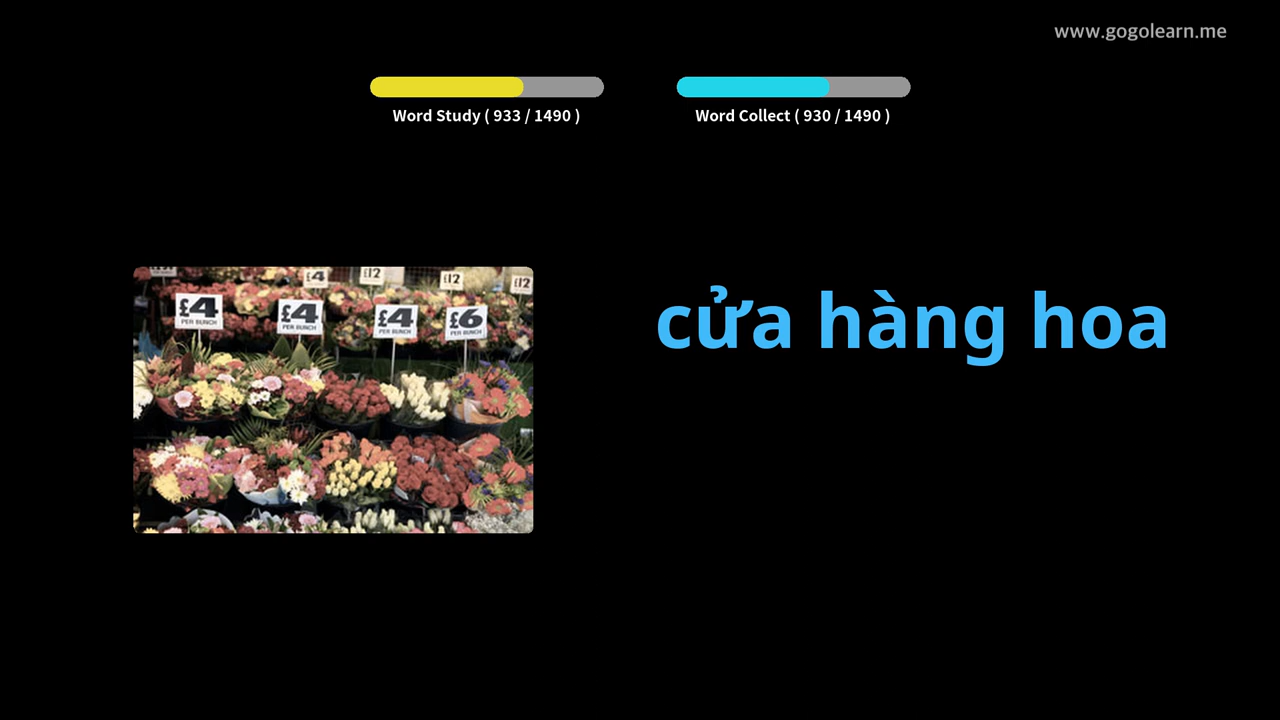 www.gogolearn.me
Word Study ( 933 / 1490 )
Word Collect ( 930 / 1490 )
£4
£12
£12
£12
£4
PER BUNCH
£4
PER BUNCH
£4
PER BUNCH
£6
PER BUNCH
cửa hàng hoa